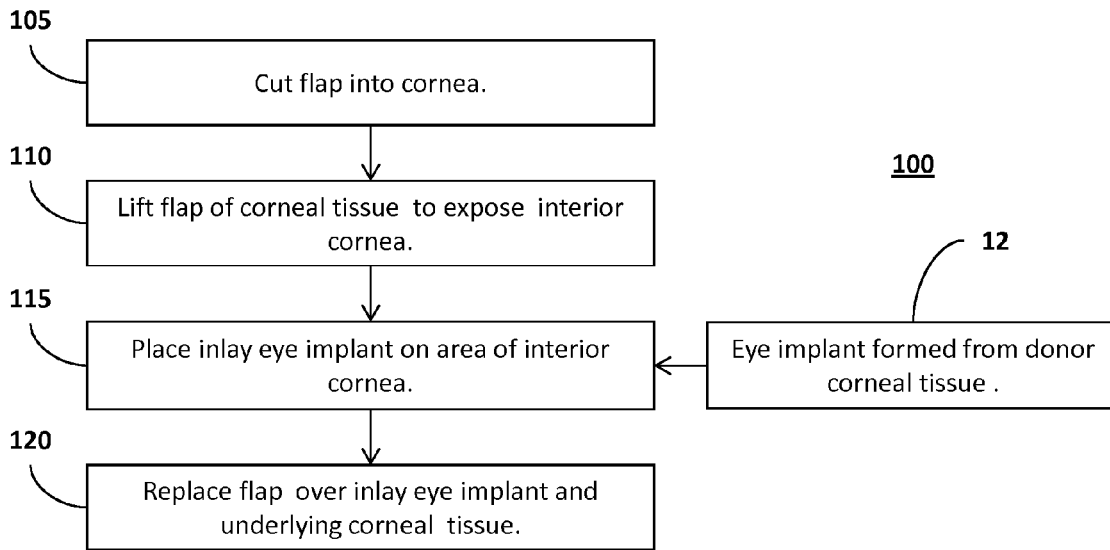 105
Cut flap into cornea.
110
Lift flap of corneal tissue to expose interior
cornea.
100
12
115
Place inlay eye implant on area of interior
cornea.
Eye implant formed from donor
corneal tissue .
120
Replace flap over inlay eye implant and
underlying corneal tissue.